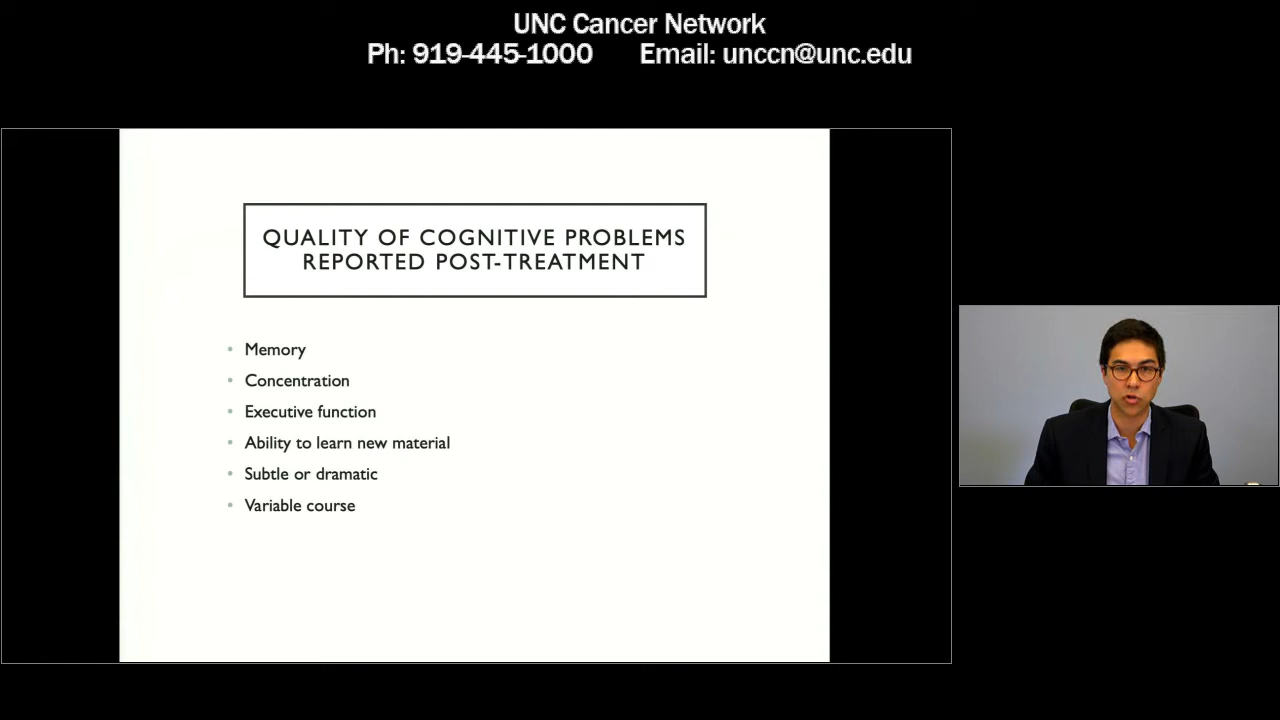 UNC Cancer Network
Ph: 919-445-1000 Email: unccn@unc.edu
QUALITY OF COGNITIVE PROBLEMS
REPORTED POST-TREATMENT
• Memory
• Concentration
• Executive function
• Ability to learn new material
• Subtle or dramatic
• Variable course